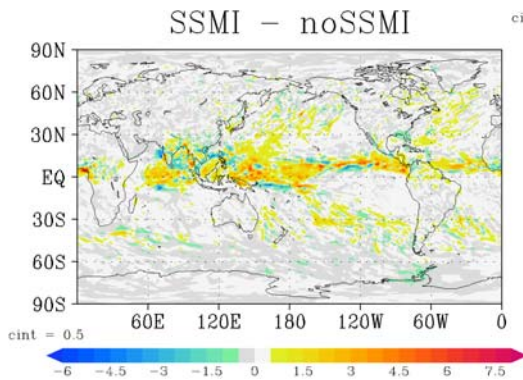 SSMI – noSSMI
ci
90N
60N
30N
EQ
30S
60S
90S
60E 120E 180 120W 60W 0
cint = 0.5
−6 −4.5 −3 −1.5 0 1.5 3 4.5 6 7.5